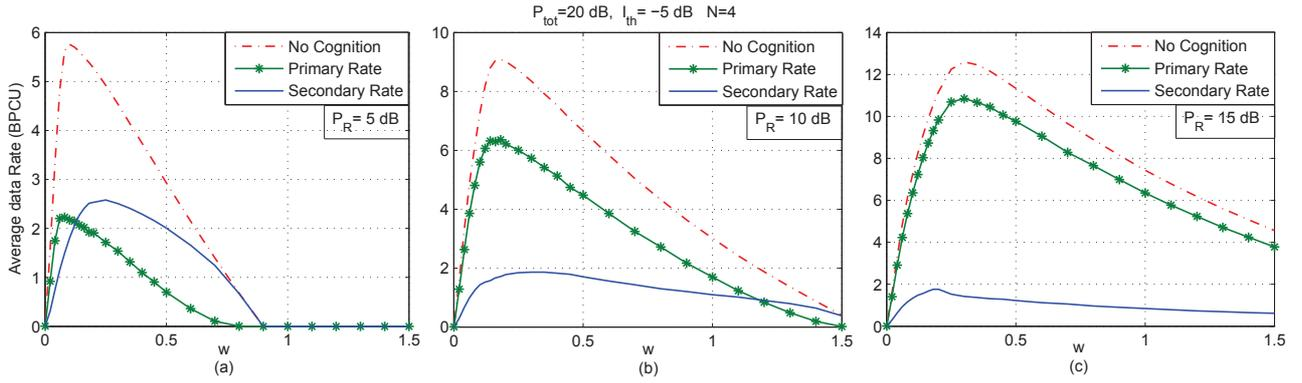 P_tot=20 dB, I_th= −5 dB N=4
Average data Rate (BPCU)
6
5
4
3
2
1
0
No Cognition
Primary Rate
Secondary Rate
P_R= 5 dB
0 0.5 1 1.5
w
(a)
10
8
6
4
2
0
No Cognition
Primary Rate
Secondary Rate
P_R= 10 dB
0 0.5 1 1.5
w
(b)
14
12
10
8
6
4
2
0
No Cognition
Primary Rate
Secondary Rate
P_R= 15 dB
0 0.5 1 1.5
w
(c)